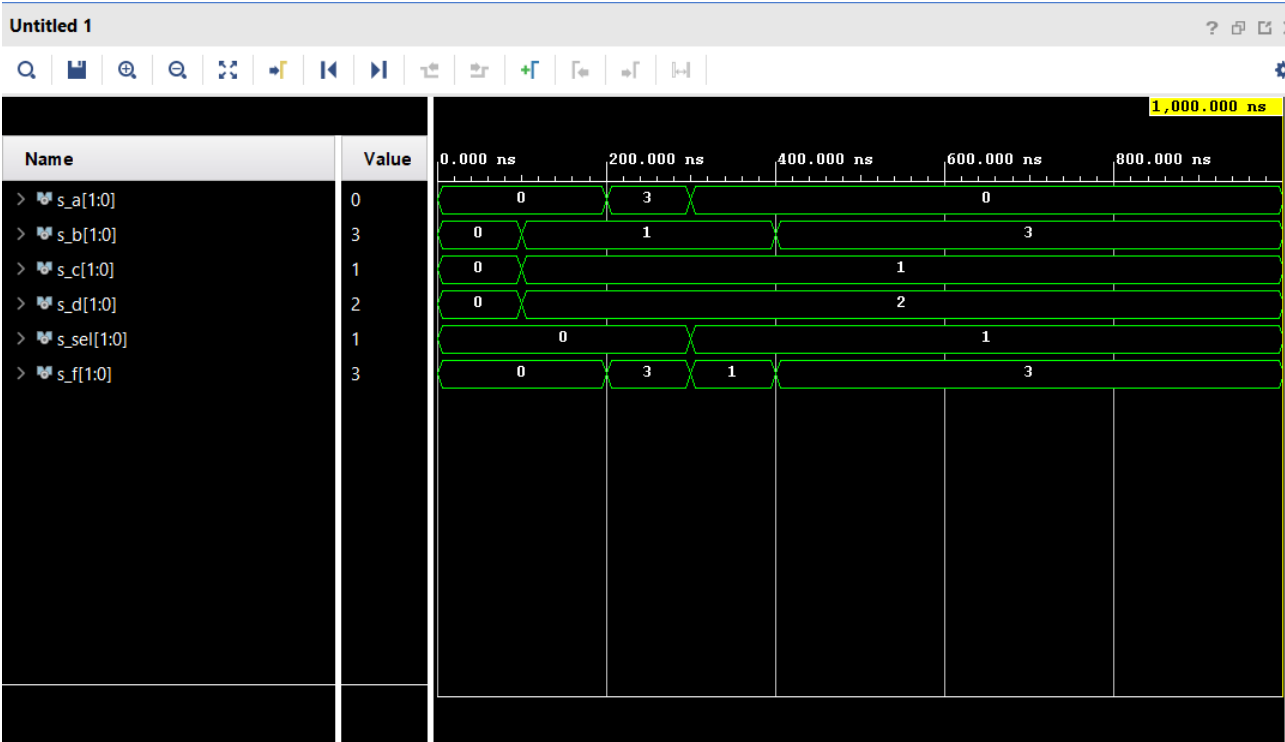 Untitled 1
?
1,000.000 ns
Name Value 0.000 ns 200.000 ns 400.000 ns 600.000 ns 800.000 ns
s_a[1:0] 0 0 3 0
s_b[1:0] 3 0 1 3
s_c[1:0] 1 0 1
s_d[1:0] 2 0 2
s_sel[1:0] 1 0 1
s_f[1:0] 3 0 3 1 3